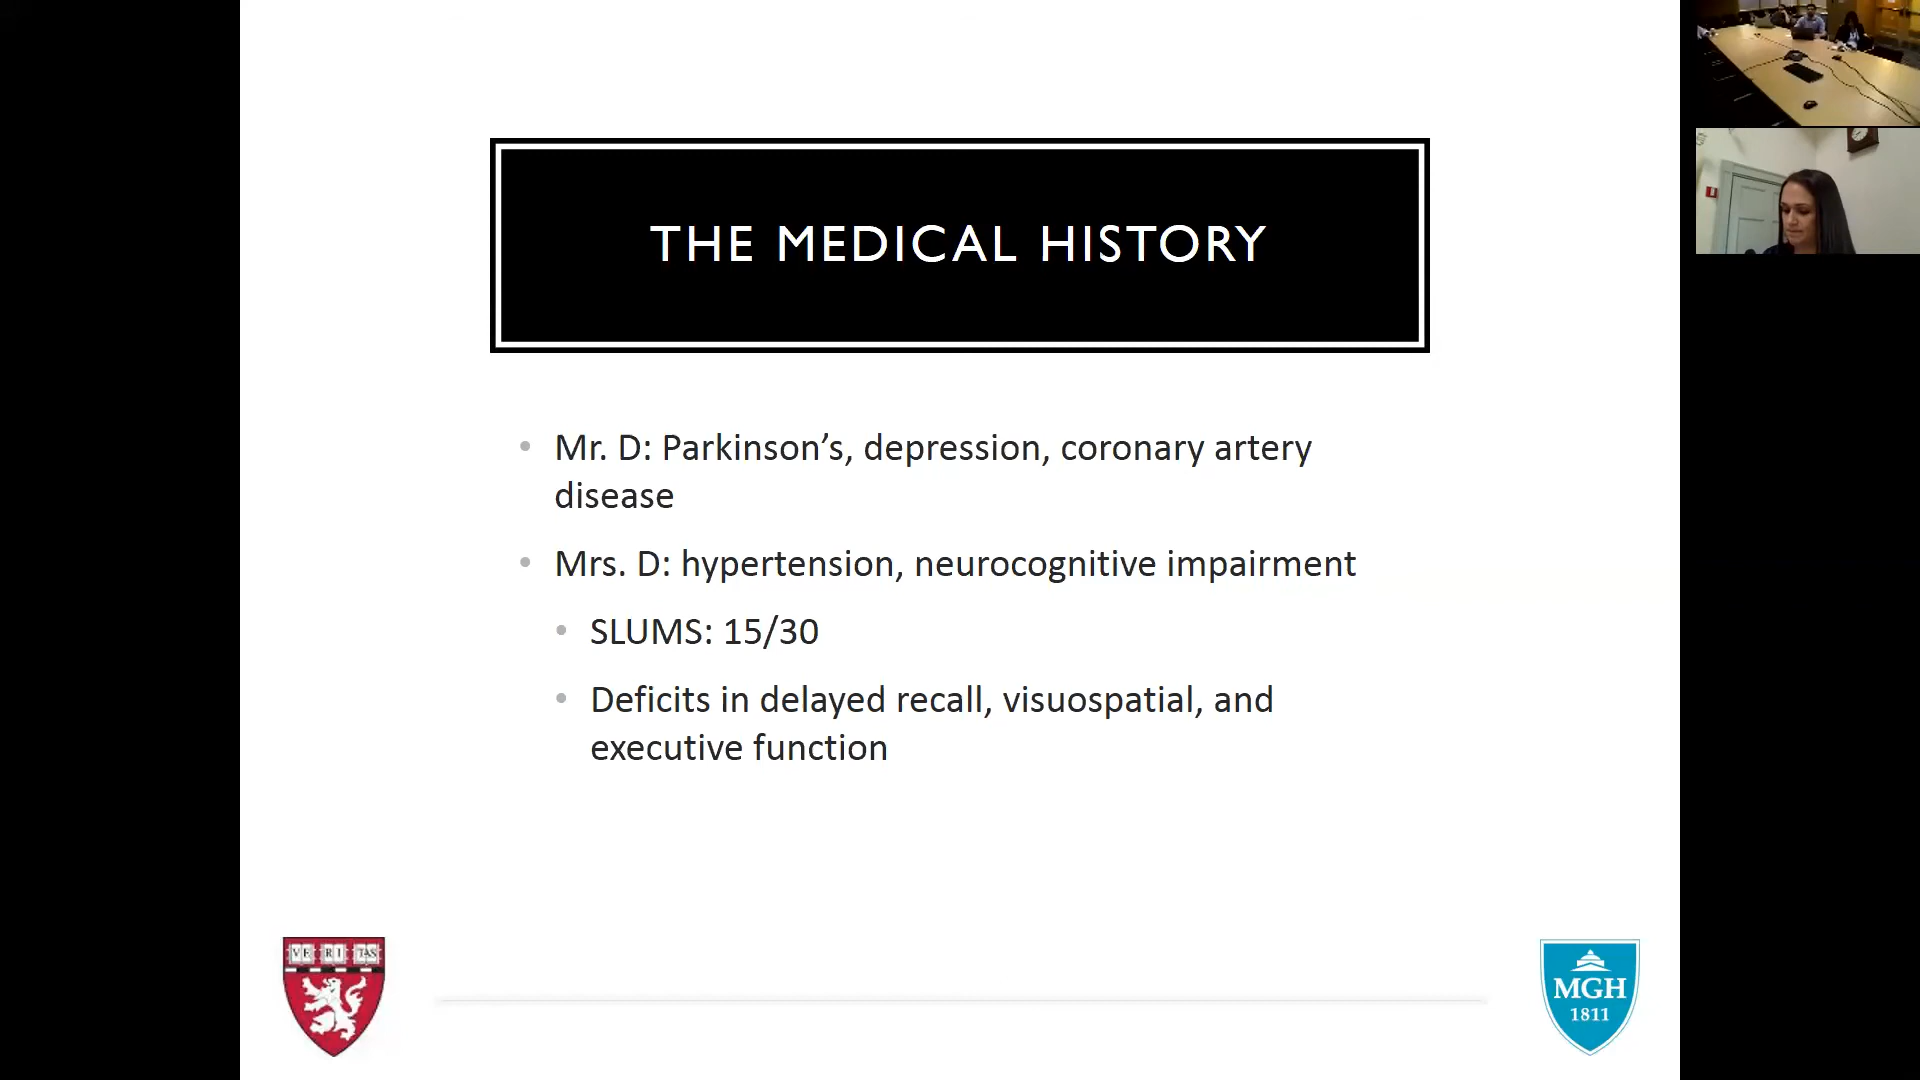 THE MEDICAL HISTORY
• Mr. D: Parkinson’s, depression, coronary artery
disease
• Mrs. D: hypertension, neurocognitive impairment
• SLUMS: 15/30
• Deficits in delayed recall, visuospatial, and
executive function
VE RI TAS
MGH
1811